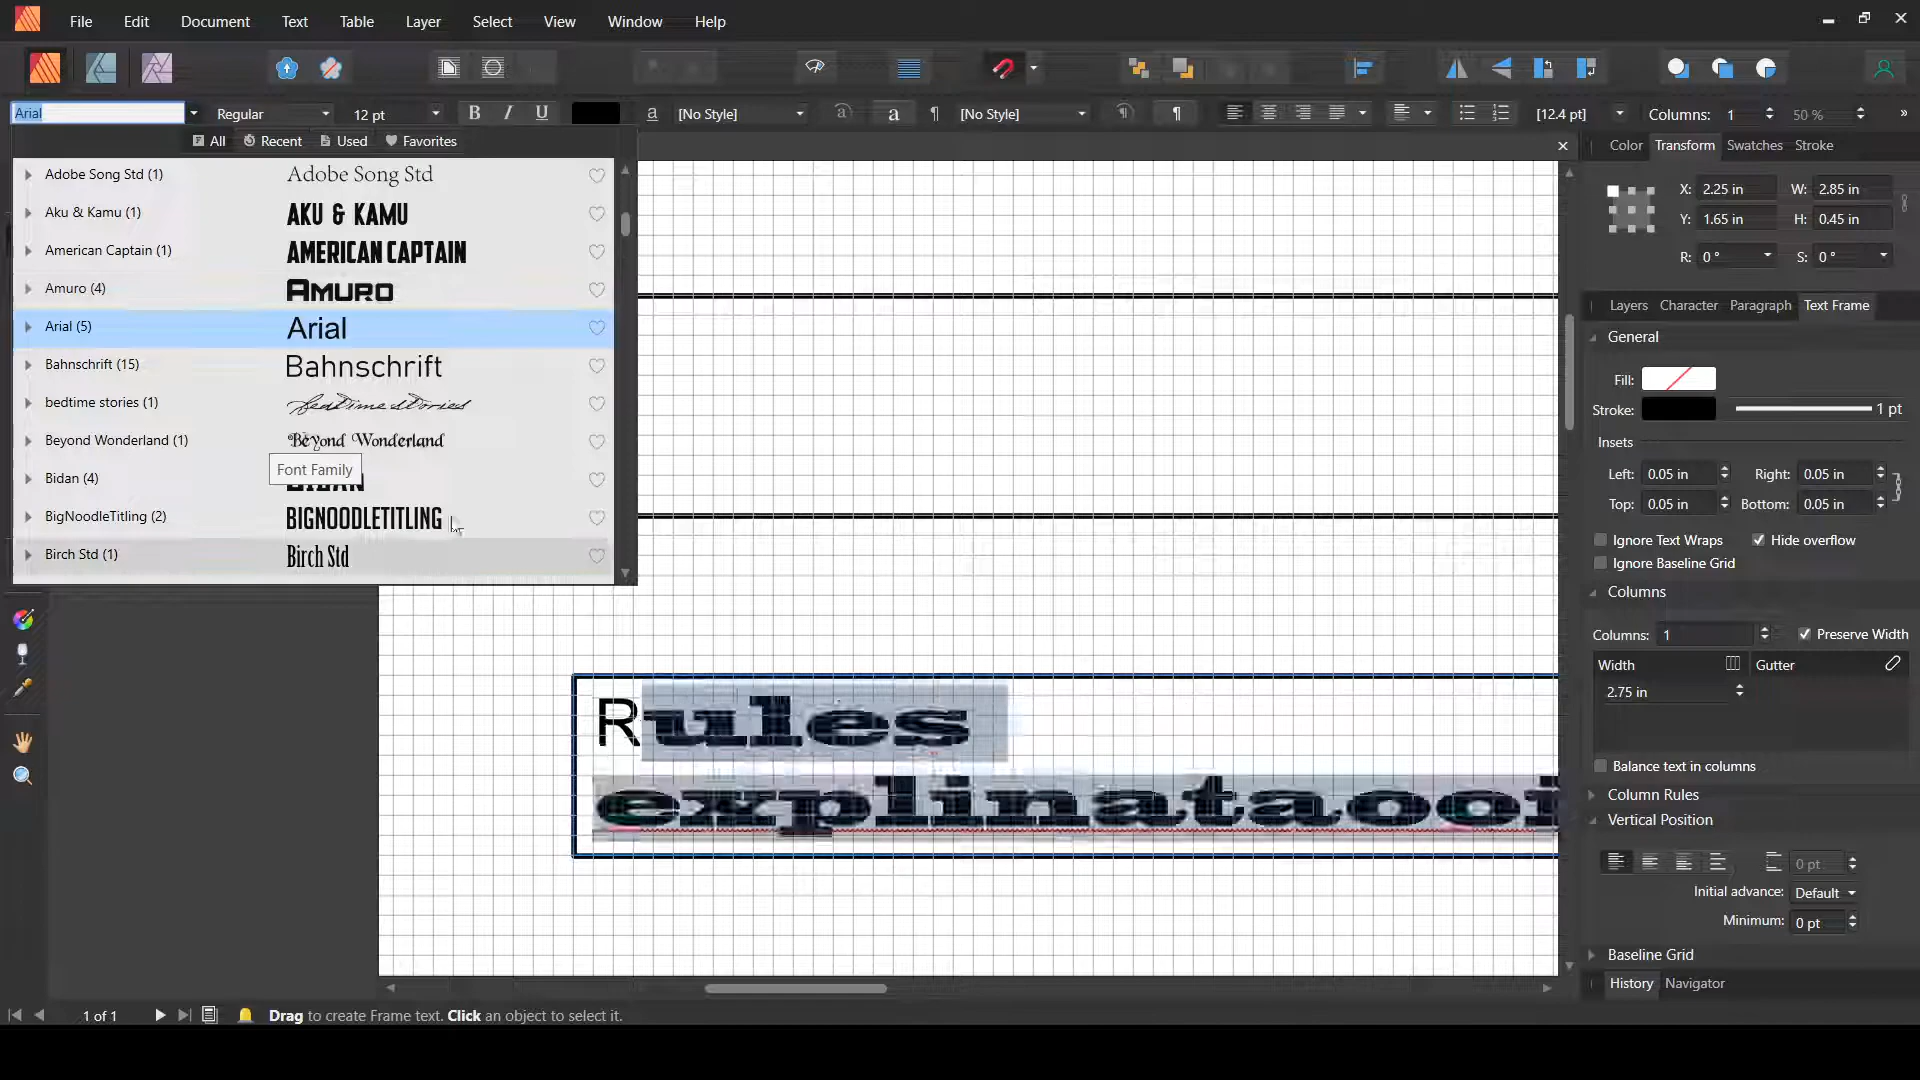 File Edit Document Text Table Layer Select View Window Help
Arial Regular 12 pt B I U a [No Style] a a ¶ [No Style] ¶ ¶ [12.4 pt] Columns: 1 50 % »
All Recent Used Favorites
Adobe Song Std (1) Adobe Song Std
Aku & Kamu (1) AKU & KAMU
American Captain (1) AMERICAN CAPTAIN
Amuro (4) AMURO
Arial (5) Arial
Bahnschrift (15) Bahnschrift
bedtime stories (1) bedtime stories
Beyond Wonderland (1) Beyond Wonderland
Font Family
Bidan (4) BIDAN
BigNoodleTitling (2) BIGNOODLETITLING
Birch Std (1) Birch Std
Rules
explinataooi
Color Transform Swatches Stroke
X: 2.25 in W: 2.85 in
Y: 1.65 in H: 0.45 in
R: 0 ° S: 0 °
Layers Character Paragraph Text Frame
General
Fill:
Stroke: 1 pt
Insets
Left: 0.05 in Right: 0.05 in
Top: 0.05 in Bottom: 0.05 in
Ignore Text Wraps Hide overflow
Ignore Baseline Grid
Columns
Columns: 1 Preserve Width
Width Gutter
2.75 in
Balance text in columns
Column Rules
Vertical Position
0 pt
Initial advance: Default
Minimum: 0 pt
Baseline Grid
History Navigator
1 of 1 Drag to create Frame text. Click an object to select it.